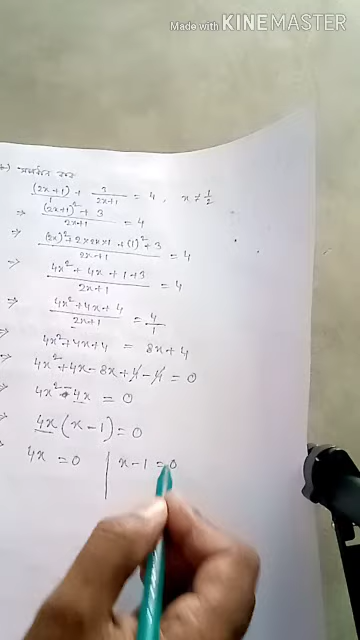 Made with KINEMASTER
সমাধান কর
(2x+1)/1 + 3/(2x+1) = 4, x ≠ 1/2
⇒ ((2x+1)² + 3)/(2x+1) = 4
⇒ ((2x)² + 2×2x×1 + (1)² + 3)/(2x+1) = 4
⇒ (4x² + 4x + 1 + 3)/(2x+1) = 4
⇒ (4x² + 4x + 4)/(2x+1) = 4/1
⇒ 4x² + 4x + 4 = 8x + 4
⇒ 4x² + 4x - 8x + 4 - 4 = 0
⇒ 4x² - 4x = 0
⇒ 4x (x - 1) = 0
⇒ 4x = 0 | x - 1 = 0